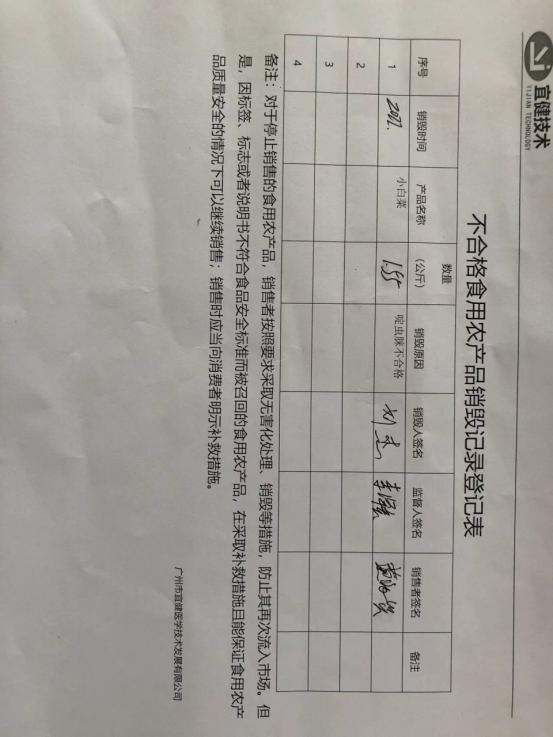 宜健技术
YIJIAN TECHNOLOGY
不合格食用农产品销毁记录登记表
序号 销毁时间 产品名称 数量(公斤) 销毁原因 销毁人签名 监督人签名 销售者签名 备注
1 小白菜 1.55 啶虫脒不合格
2
3
4
备注：对于停止销售的食用农产品，销售者按照要求采取无害化处理、销毁等措施，防止其再次流入市场。但
是，因标签、标志或者说明书不符合食品安全标准而被召回的食用农产品，在采取补救措施且能保证食用农产
品质量安全的情况下可以继续销售；销售时应当向消费者明示补救措施。
广州市宜健医学技术发展有限公司